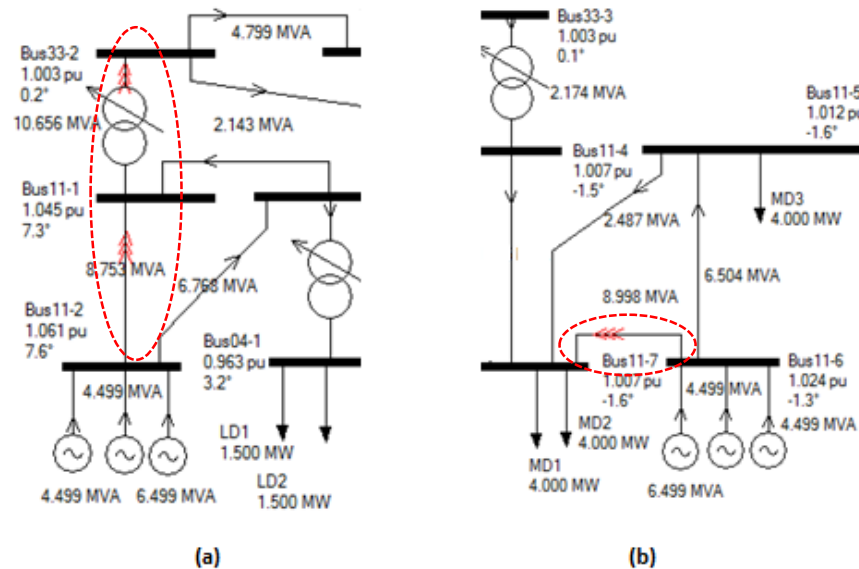 Bus33-2
1.003 pu
0.2°
10.656 MVA
4.799 MVA
2.143 MVA
Bus11-1
1.045 pu
7.3°
8.753 MVA
6.768 MVA
Bus11-2
1.061 pu
7.6°
4.499 MVA
4.499 MVA
6.499 MVA
Bus04-1
0.963 pu
3.2°
LD1
1.500 MW
LD2
1.500 MW
(a)
Bus33-3
1.003 pu
0.1°
2.174 MVA
Bus11-4
1.007 pu
-1.5°
Bus11-5
1.012 pu
-1.6°
MD3
4.000 MW
2.487 MVA
6.504 MVA
8.998 MVA
Bus11-7
1.007 pu
-1.6°
Bus11-6
1.024 pu
-1.3°
4.499 MVA
4.499 MVA
6.499 MVA
MD2
4.000 MW
MD1
4.000 MW
(b)